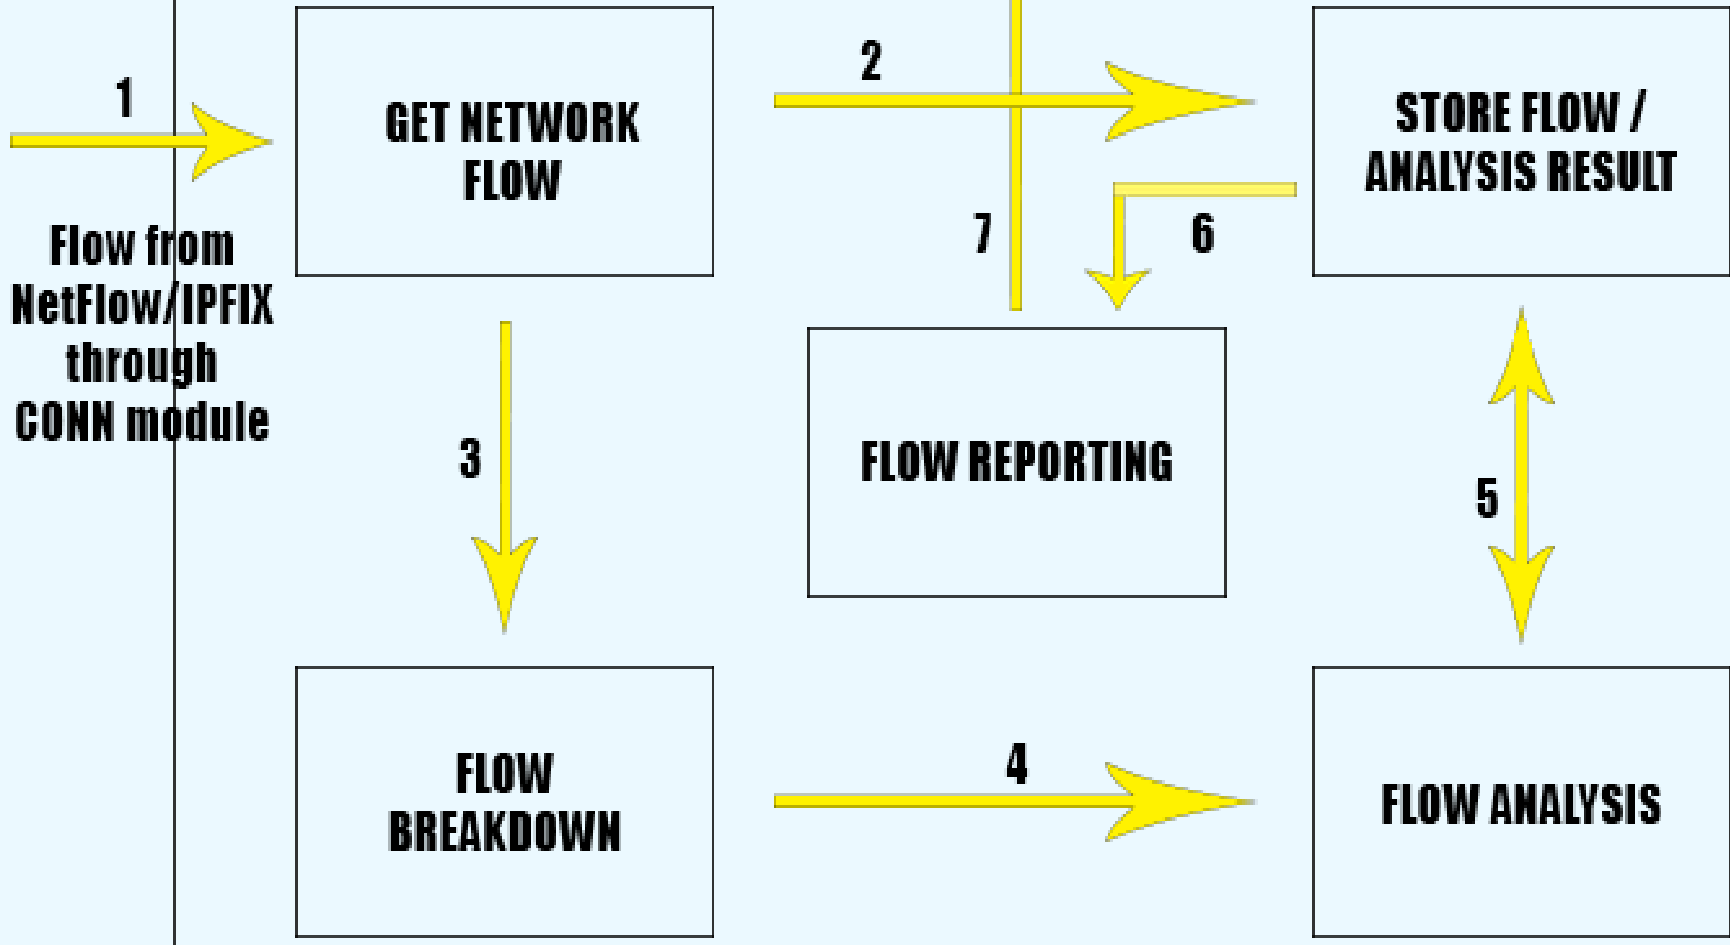 1
2
GET NETWORK
FLOW
STORE FLOW /
ANALYSIS RESULT
Flow from
NetFlow/IPFIX
through
CONN module
7
6
3
FLOW REPORTING
5
4
FLOW
BREAKDOWN
FLOW ANALYSIS